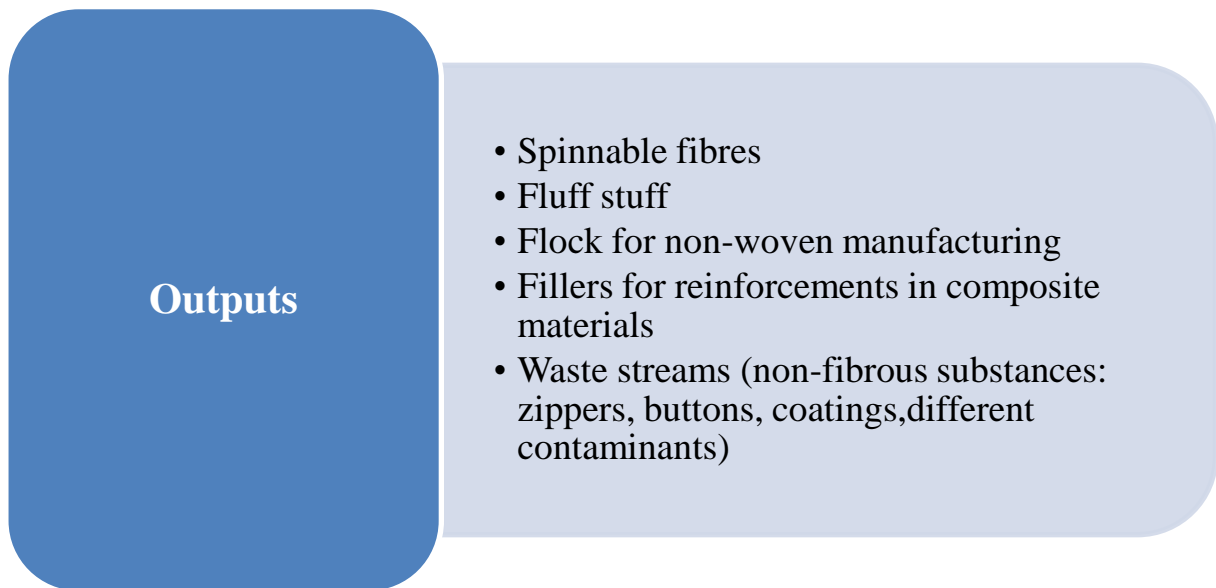 Outputs
• Spinnable fibres
• Fluff stuff
• Flock for non-woven manufacturing
• Fillers for reinforcements in composite
materials
• Waste streams (non-fibrous substances:
zippers, buttons, coatings,different
contaminants)